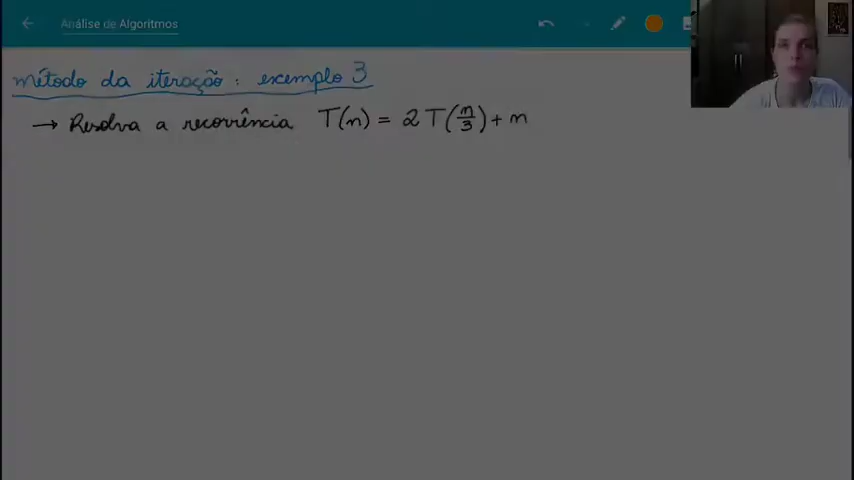 Análise de Algoritmos
método da iteração: exemplo 3
→ Resolva a recorrência T(n) = 2T(n/3) + n